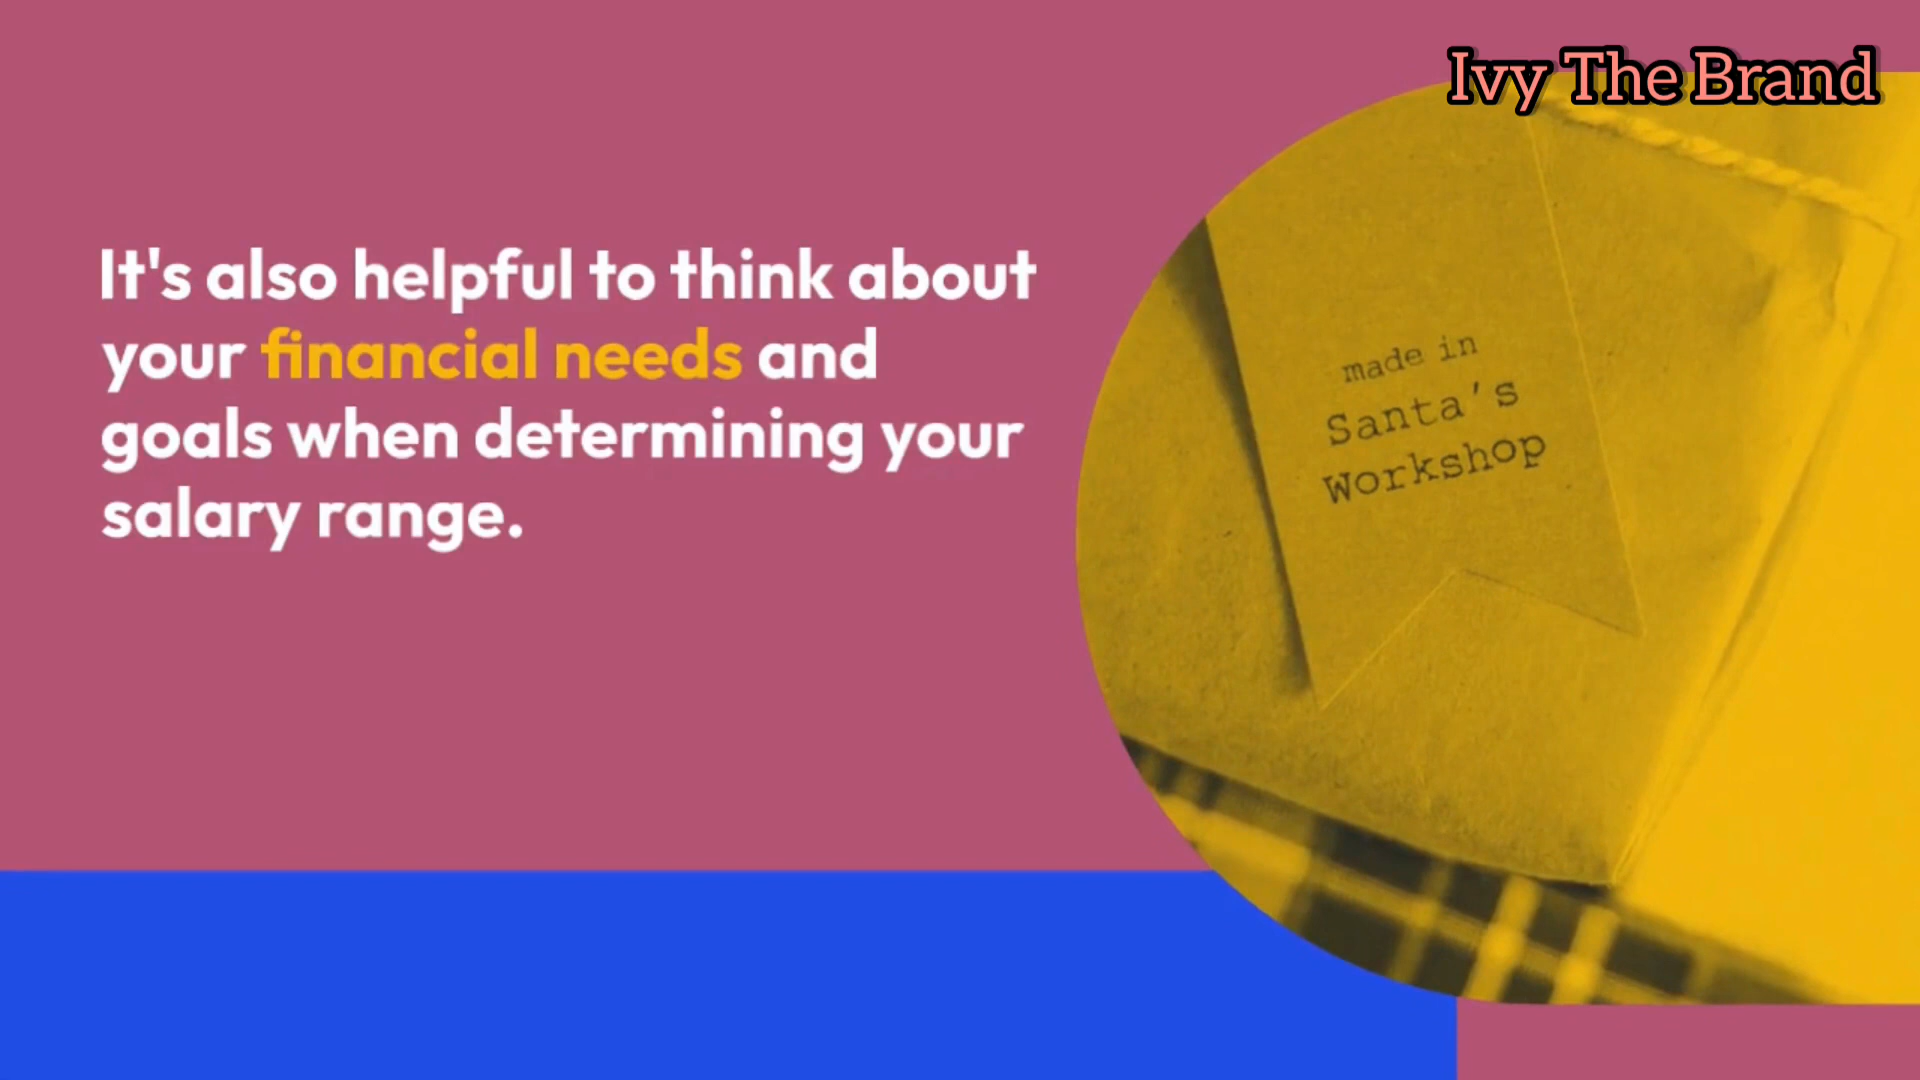 Ivy The Brand
It's also helpful to think about
your financial needs and
goals when determining your
salary range.
made in
Santa's
Workshop